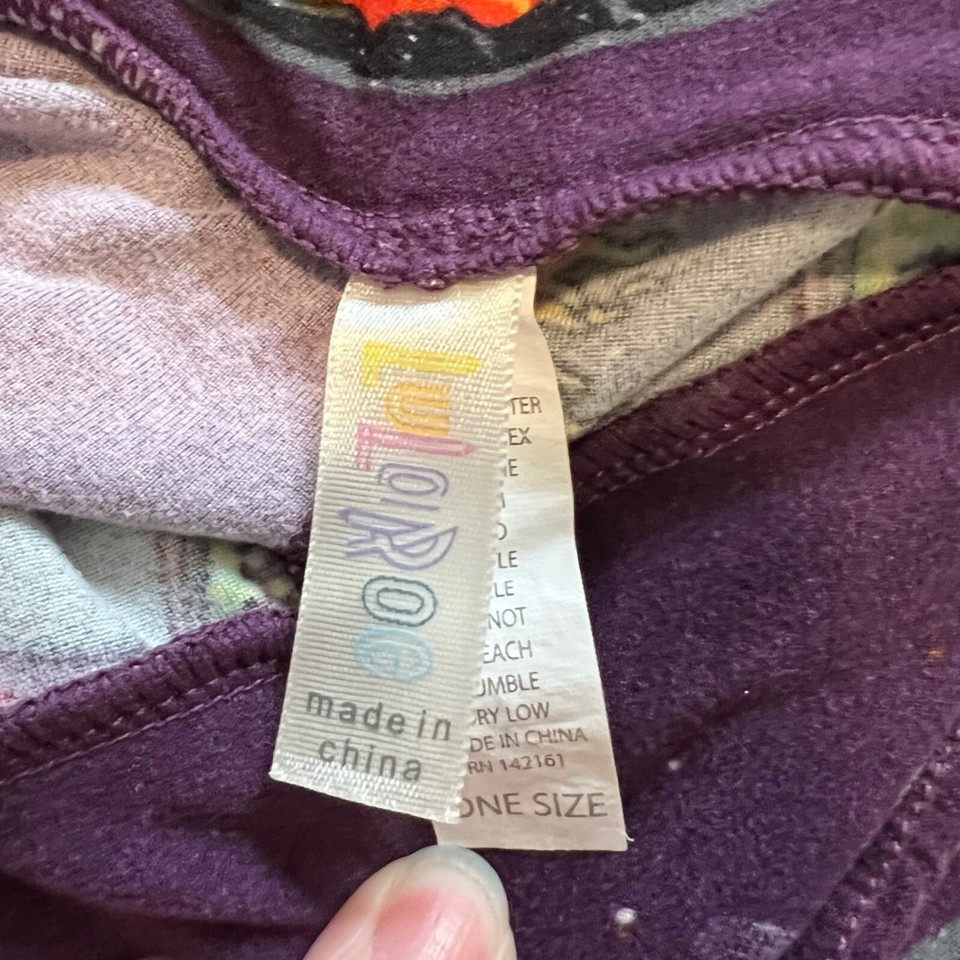 LuLaRoe
made in
china
TER
EX
E
LE
LE
NOT
EACH
UMBLE
RY LOW
DE IN CHINA
RN 142161
ONE SIZE